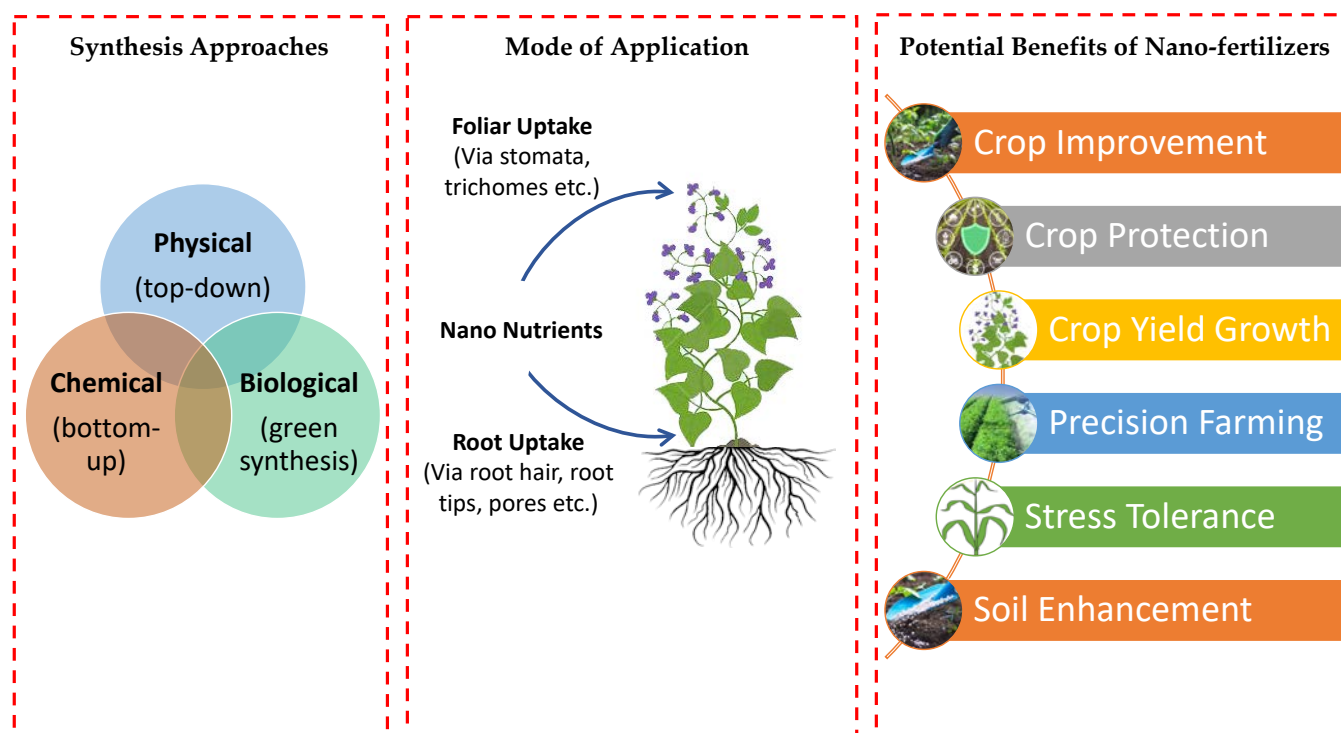 Synthesis Approaches
Physical
(top-down)
Chemical
(bottom-
up)
Biological
(green
synthesis)
Mode of Application
Foliar Uptake
(Via stomata,
trichomes etc.)
Nano Nutrients
Root Uptake
(Via root hair, root
tips, pores etc.)
Potential Benefits of Nano-fertilizers
Crop Improvement
Crop Protection
Crop Yield Growth
Precision Farming
Stress Tolerance
Soil Enhancement